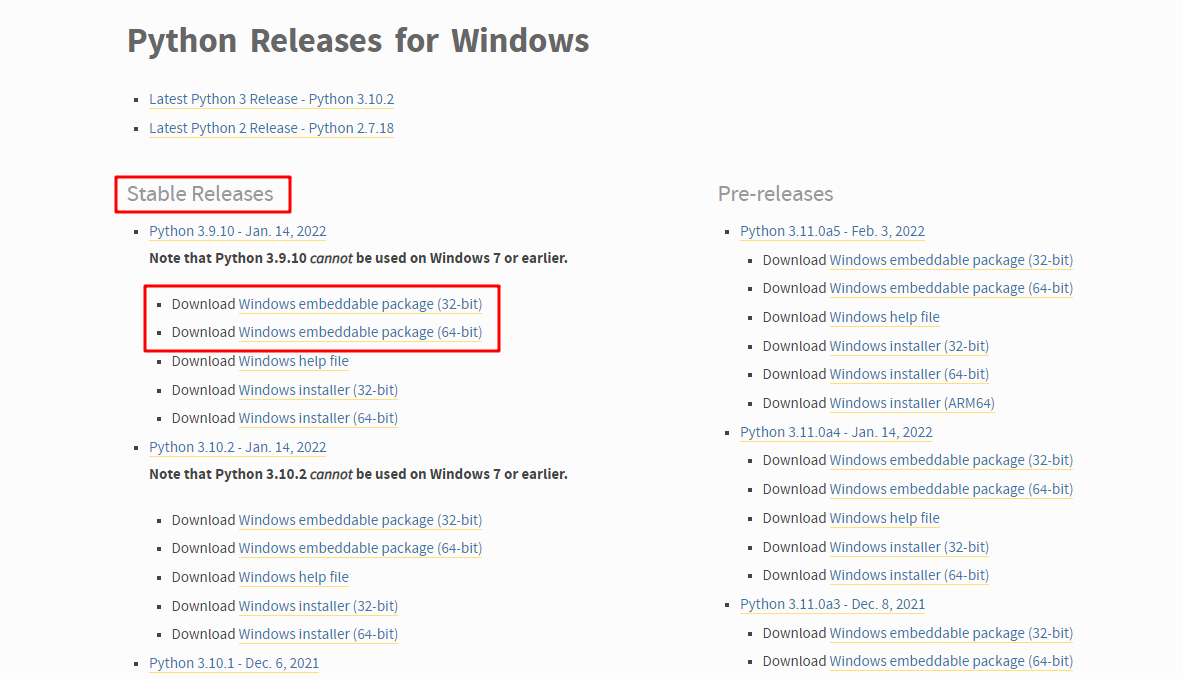 Python Releases for Windows
Latest Python 3 Release - Python 3.10.2
Latest Python 2 Release - Python 2.7.18
Stable Releases
Python 3.9.10 - Jan. 14, 2022
Note that Python 3.9.10 cannot be used on Windows 7 or earlier.
Download Windows embeddable package (32-bit)
Download Windows embeddable package (64-bit)
Download Windows help file
Download Windows installer (32-bit)
Download Windows installer (64-bit)
Python 3.10.2 - Jan. 14, 2022
Note that Python 3.10.2 cannot be used on Windows 7 or earlier.
Download Windows embeddable package (32-bit)
Download Windows embeddable package (64-bit)
Download Windows help file
Download Windows installer (32-bit)
Download Windows installer (64-bit)
Python 3.10.1 - Dec. 6, 2021
Pre-releases
Python 3.11.0a5 - Feb. 3, 2022
Download Windows embeddable package (32-bit)
Download Windows embeddable package (64-bit)
Download Windows help file
Download Windows installer (32-bit)
Download Windows installer (64-bit)
Download Windows installer (ARM64)
Python 3.11.0a4 - Jan. 14, 2022
Download Windows embeddable package (32-bit)
Download Windows embeddable package (64-bit)
Download Windows help file
Download Windows installer (32-bit)
Download Windows installer (64-bit)
Python 3.11.0a3 - Dec. 8, 2021
Download Windows embeddable package (32-bit)
Download Windows embeddable package (64-bit)